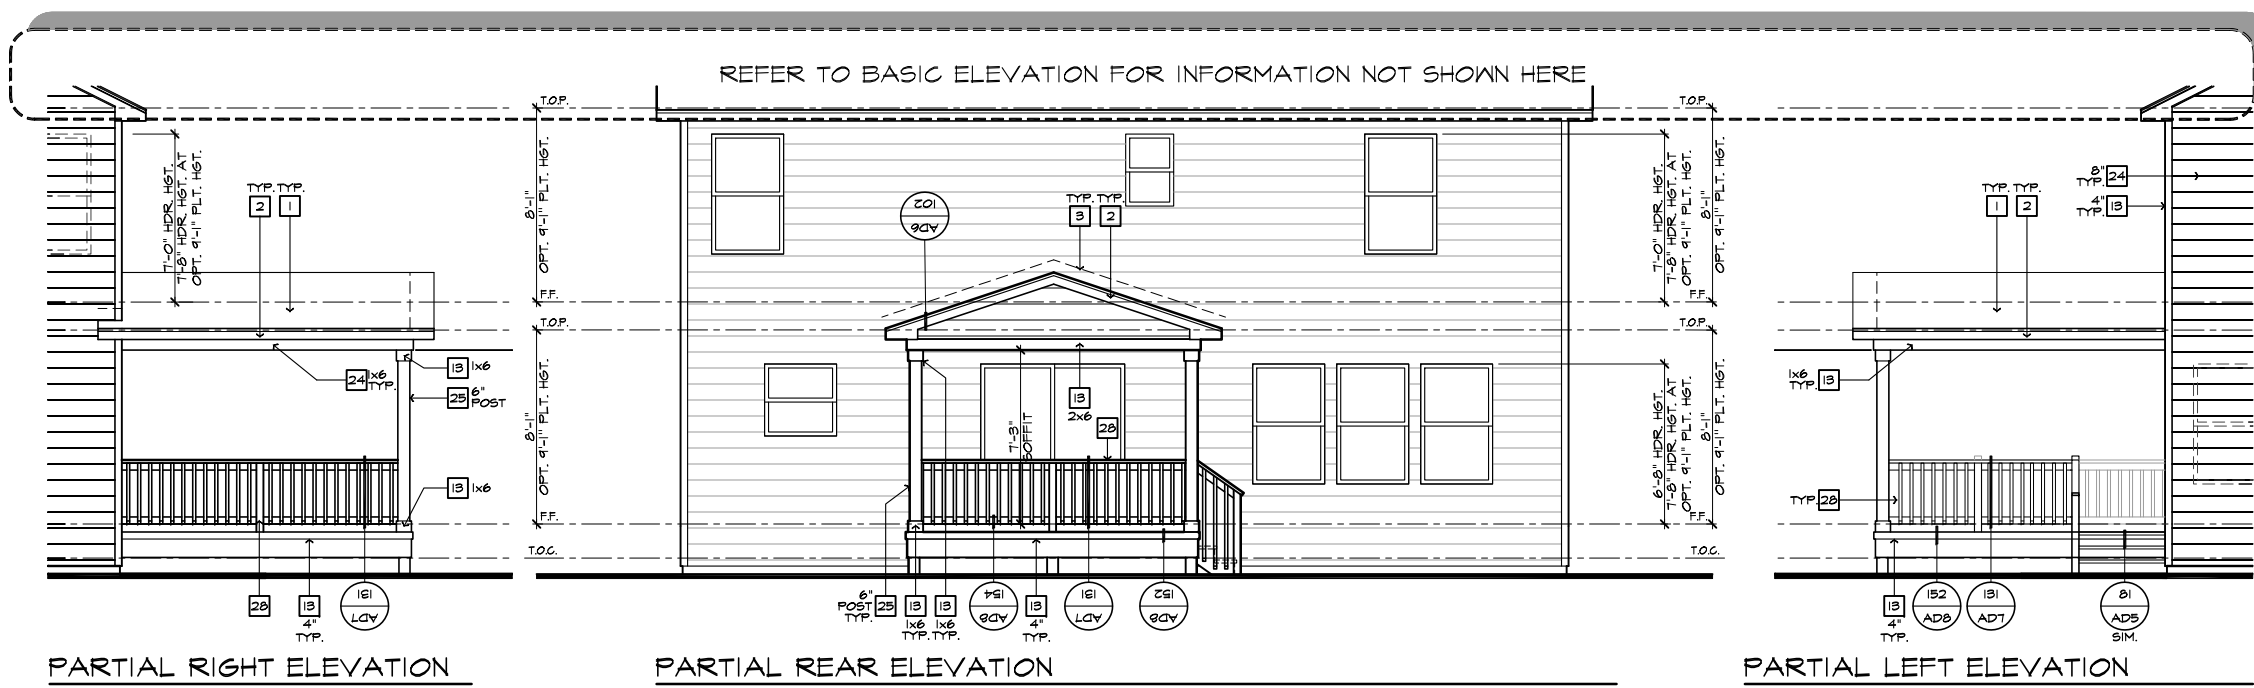 REFER TO BASIC ELEVATION FOR INFORMATION NOT SHOWN HERE
7'-0" HDR. HGT.
7'-8" HDR. HGT. AT
OPT. 9'-1" PLT. HGT.
TYP. TYP.
2 1
24 1x6
TYP.
13 1x6
25 6"
POST
13 1x6
28
13
4"
TYP.
131
AD7
PARTIAL RIGHT ELEVATION
T.O.P.
8'-1"
OPT. 9'-1" PLT. HGT.
F.F.
T.O.P.
8'-1"
OPT. 9'-1" PLT. HGT.
F.F.
T.O.C.
102
AD6
TYP. TYP.
3 2
13
2x6
28
7'-3"
SOFFIT
6"
POST
TYP.
25
13
1x6
TYP.
13
1x6
TYP.
154
AD8
13
4"
TYP.
131
AD7
152
AD8
PARTIAL REAR ELEVATION
T.O.P.
7'-0" HDR. HGT.
7'-8" HDR. HGT. AT
OPT. 9'-1" PLT. HGT.
8'-1"
OPT. 9'-1" PLT. HGT.
F.F.
T.O.P.
6'-8" HDR. HGT.
7'-8" HDR. HGT. AT
OPT. 9'-1" PLT. HGT.
8'-1"
OPT. 9'-1" PLT. HGT.
F.F.
T.O.C.
8"
TYP. 24
4"
TYP. 13
TYP. TYP.
1 2
1x6
TYP. 13
TYP. 28
13
4"
TYP.
152
AD8
131
AD7
81
AD5
SIM.
PARTIAL LEFT ELEVATION